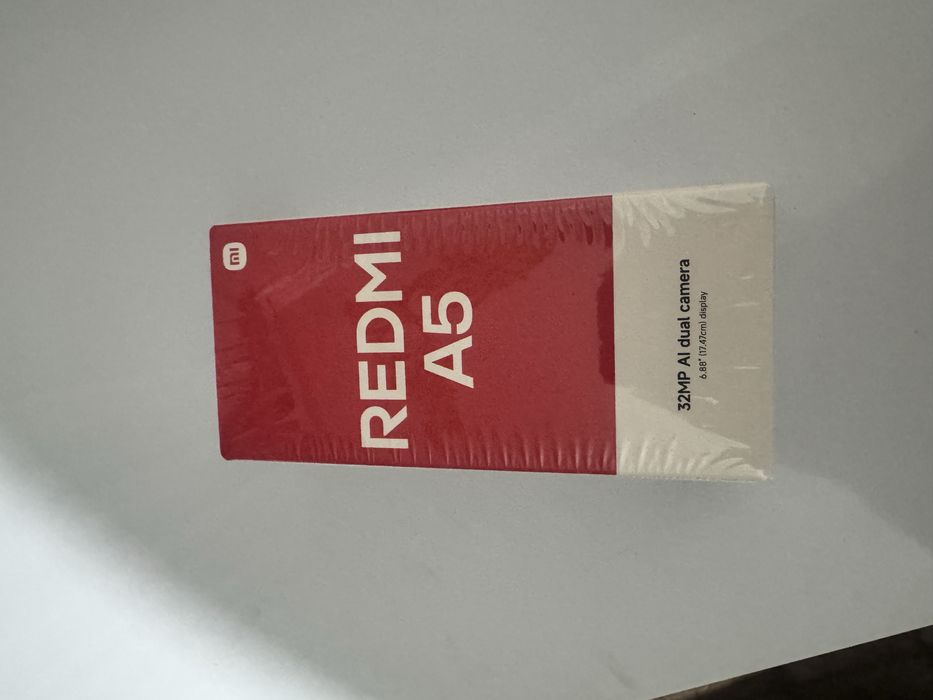 mi
REDMI
A5
32MP AI dual camera
6.88" (17.47cm) display